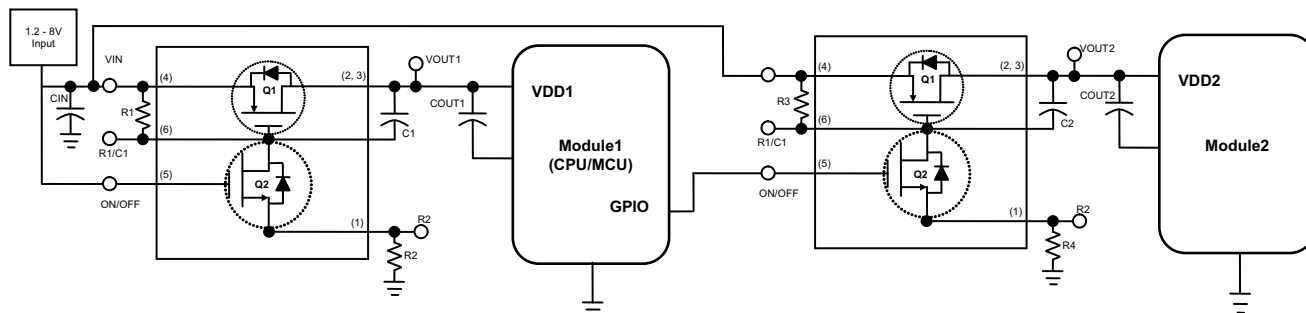 1.2 - 8V
Input
VIN
CIN
(4)
R1
(6)
R1/C1
(5)
ON/OFF
Q1
Q2
(2, 3)
C1
(1)
R2
R2
VOUT1
COUT1
VDD1
Module1
(CPU/MCU)
GPIO
(4)
R3
(6)
R1/C1
(5)
ON/OFF
Q1
Q2
(2, 3)
C2
(1)
R2
R4
VOUT2
COUT2
VDD2
Module2